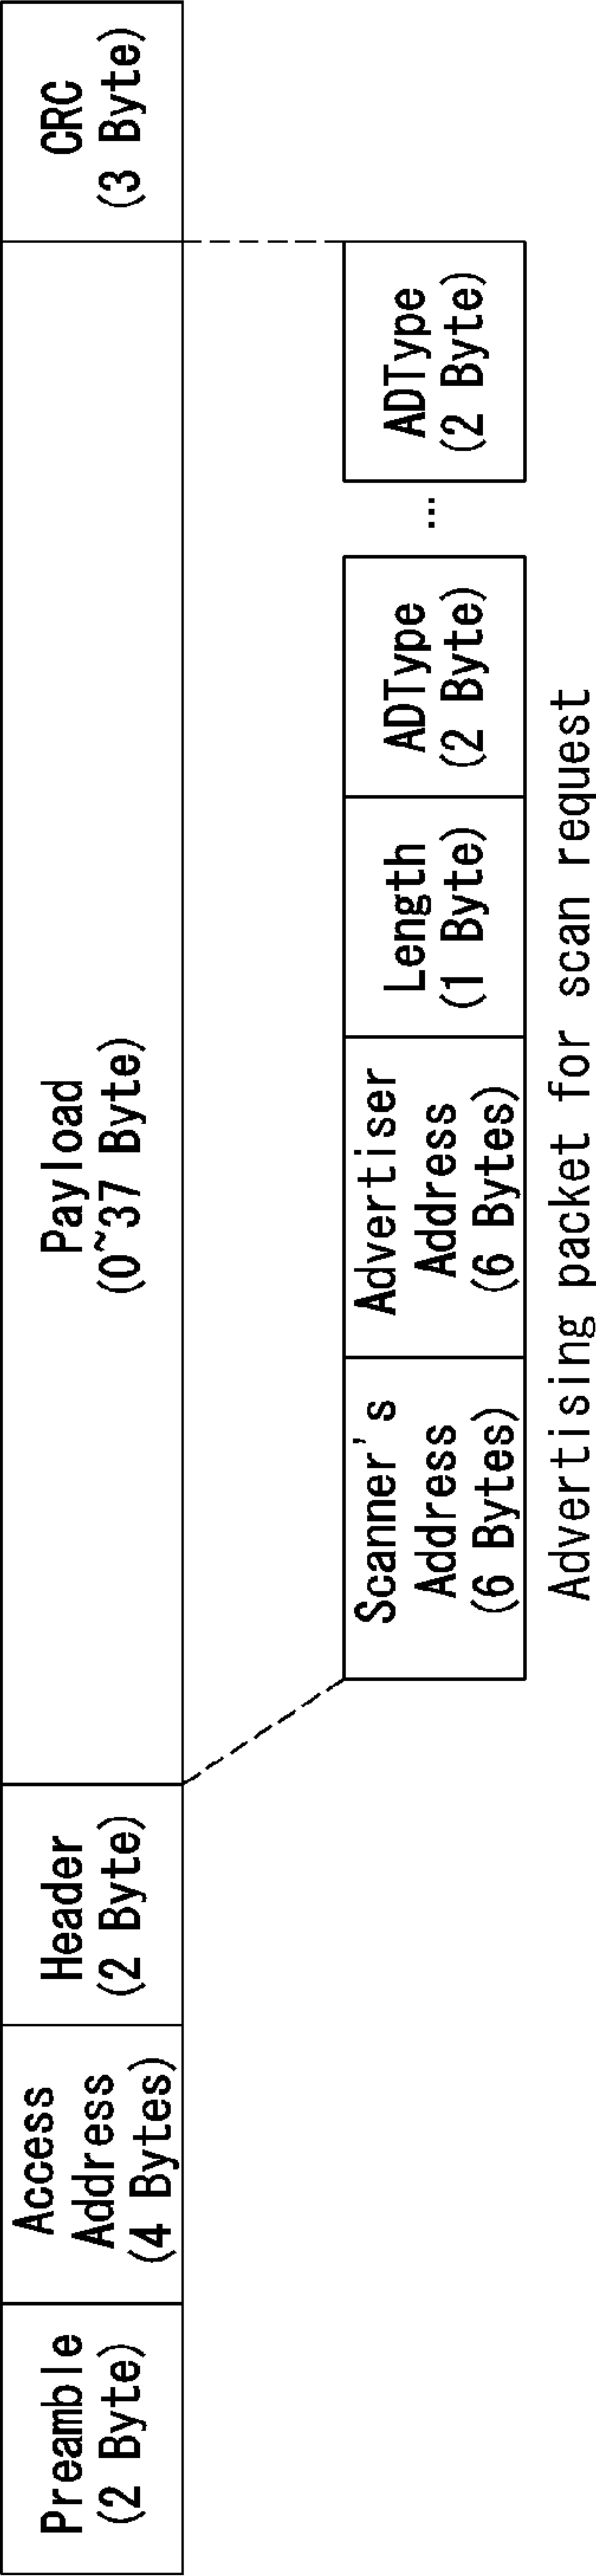 Preamble
(2 Byte)
Access
Address
(4 Bytes)
Header
(2 Byte)
Payload
(0~37 Byte)
CRC
(3 Byte)
Scanner's
Address
(6 Bytes)
Advertiser
Address
(6 Bytes)
Length
(1 Byte)
ADType
(2 Byte)
...
ADType
(2 Byte)
Advertising packet for scan request